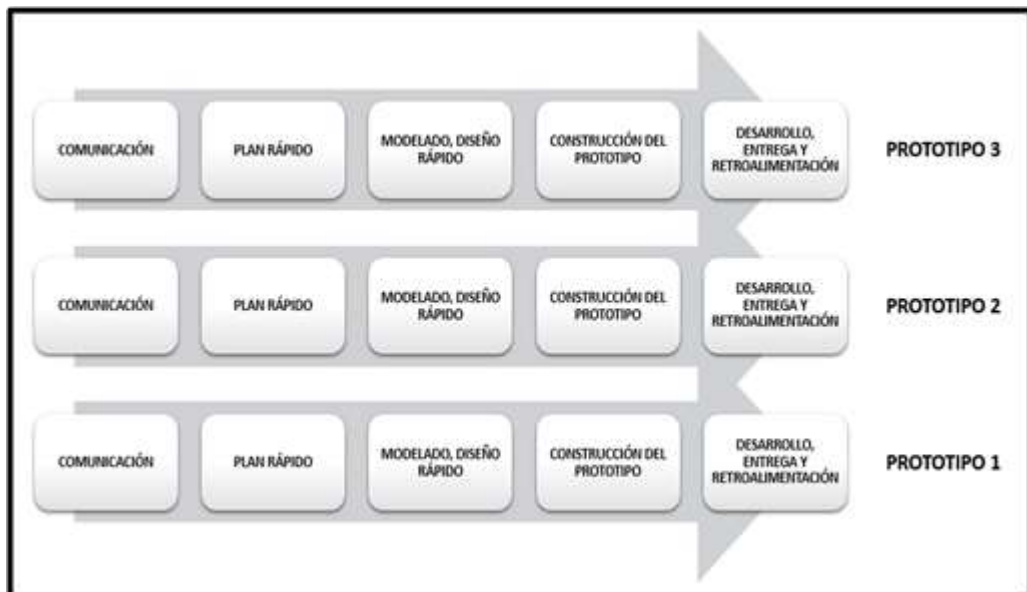 COMUNICACIÓN
PLAN RÁPIDO
MODELADO, DISEÑO
RÁPIDO
CONSTRUCCIÓN DEL
PROTOTIPO
DESARROLLO,
ENTREGA Y
RETROALIMENTACIÓN
PROTOTIPO 3
COMUNICACIÓN
PLAN RÁPIDO
MODELADO, DISEÑO
RÁPIDO
CONSTRUCCIÓN DEL
PROTOTIPO
DESARROLLO,
ENTREGA Y
RETROALIMENTACIÓN
PROTOTIPO 2
COMUNICACIÓN
PLAN RÁPIDO
MODELADO, DISEÑO
RÁPIDO
CONSTRUCCIÓN DEL
PROTOTIPO
DESARROLLO,
ENTREGA Y
RETROALIMENTACIÓN
PROTOTIPO 1